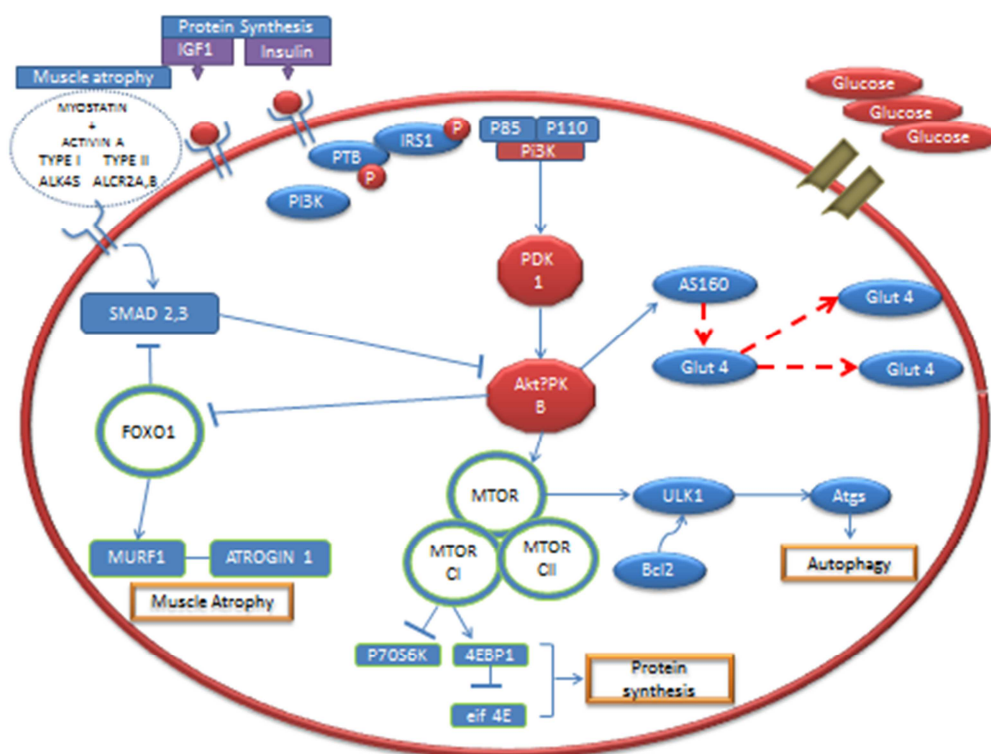 Protein Synthesis
IGF1
Insulin
Muscle atrophy
MYOSTATIN
+
ACTIVIN A
TYPE I TYPE II
ALK4S ALCR2A,B
Glucose
Glucose
Glucose
P
IRS1
PTB
P
PI3K
P85
P110
Pi3K
PDK
1
SMAD 2,3
AS160
Glut 4
Glut 4
Glut 4
Akt?PK
B
FOXO1
MTOR
ULK1
Atgs
MTOR
CI
MTOR
CII
Bcl2
Autophagy
MURF1
ATROGIN 1
Muscle Atrophy
P70S6K
4EBP1
eif 4E
Protein
synthesis